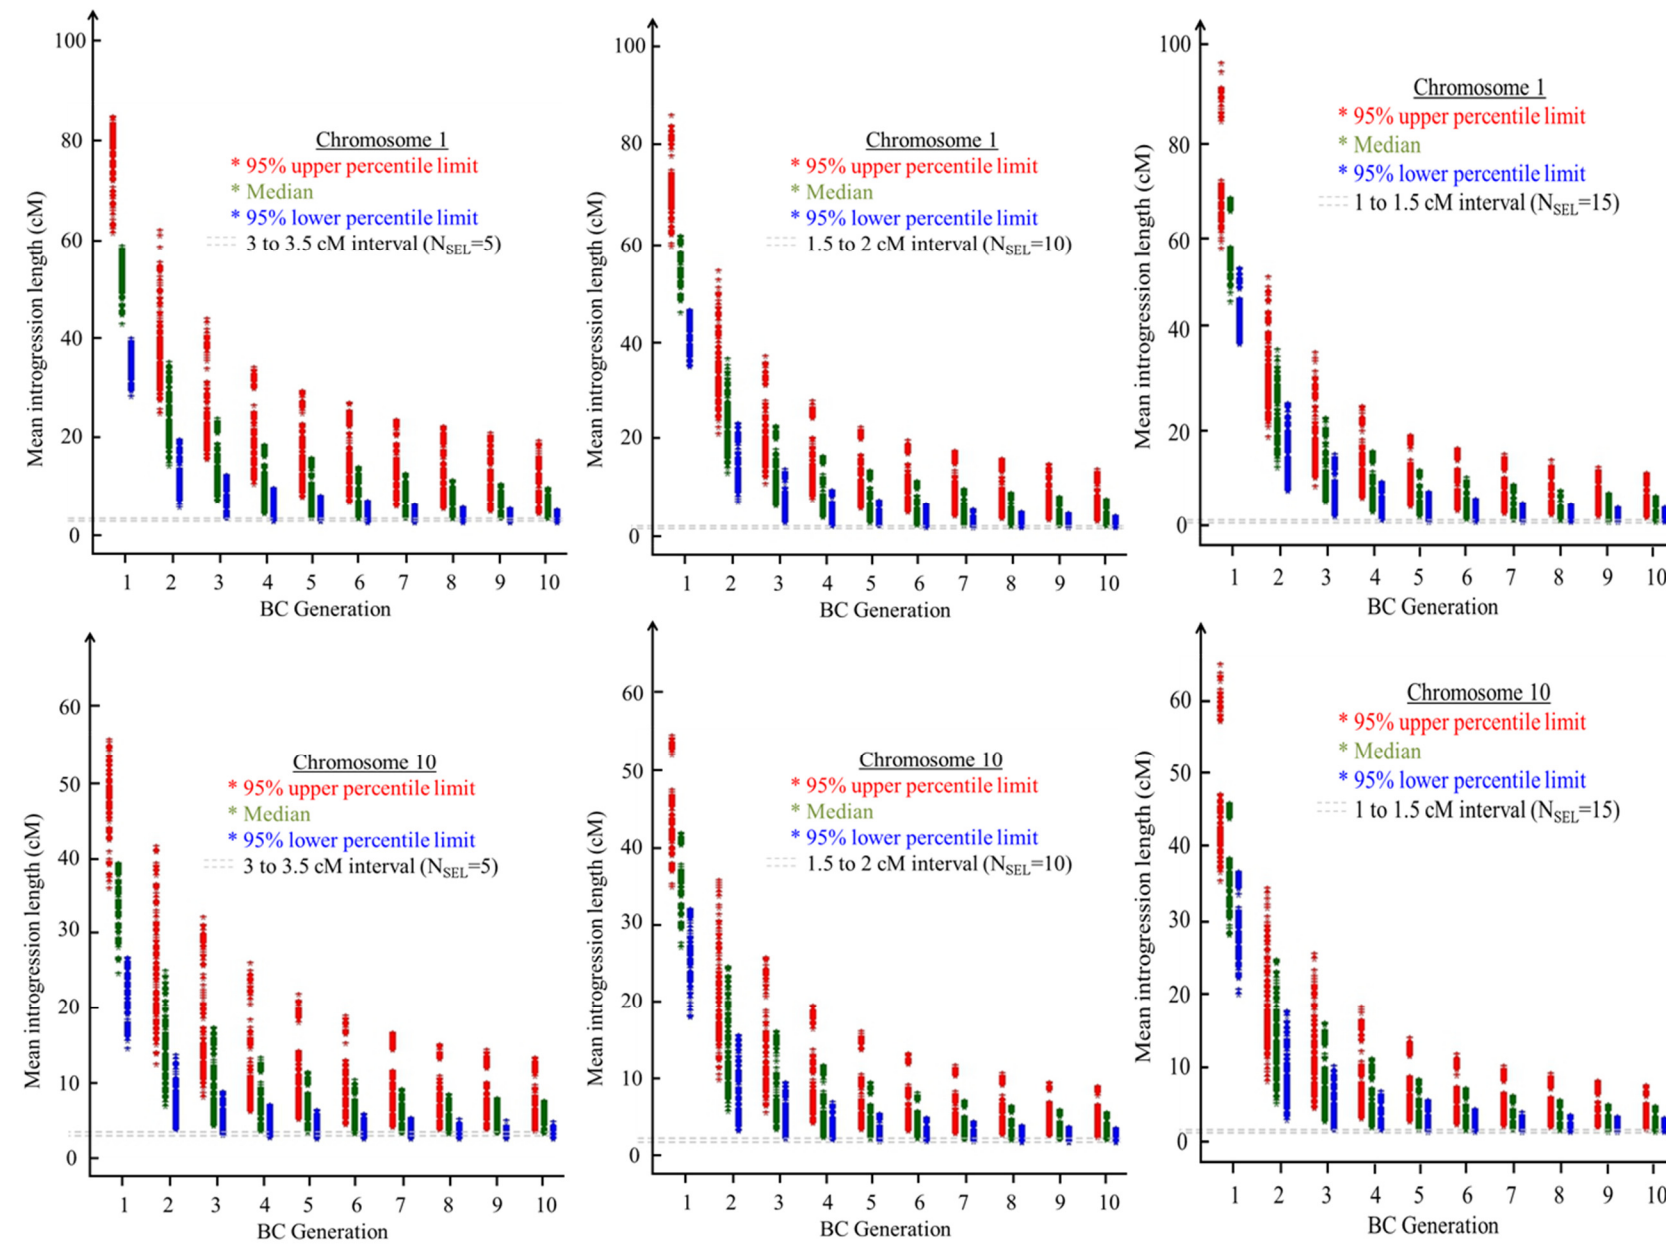 100
80
60
40
20
0
Mean introgression length (cM)
Chromosome 1
* 95% upper percentile limit
* Median
* 95% lower percentile limit
3 to 3.5 cM interval (NSEL=5)
1 2 3 4 5 6 7 8 9 10
BC Generation
100
80
60
40
20
0
Mean introgression length (cM)
Chromosome 1
* 95% upper percentile limit
* Median
* 95% lower percentile limit
1.5 to 2 cM interval (NSEL=10)
1 2 3 4 5 6 7 8 9 10
BC Generation
100
80
60
40
20
0
Mean introgression length (cM)
Chromosome 1
* 95% upper percentile limit
* Median
* 95% lower percentile limit
1 to 1.5 cM interval (NSEL=15)
1 2 3 4 5 6 7 8 9 10
BC Generation
60
50
40
30
20
10
0
Mean introgression length (cM)
Chromosome 10
* 95% upper percentile limit
* Median
* 95% lower percentile limit
3 to 3.5 cM interval (NSEL=5)
1 2 3 4 5 6 7 8 9 10
BC Generation
60
50
40
30
20
10
0
Mean introgression length (cM)
Chromosome 10
* 95% upper percentile limit
* Median
* 95% lower percentile limit
1.5 to 2 cM interval (NSEL=10)
1 2 3 4 5 6 7 8 9 10
BC Generation
60
50
40
30
20
10
0
Mean introgression length (cM)
Chromosome 10
* 95% upper percentile limit
* Median
* 95% lower percentile limit
1 to 1.5 cM interval (NSEL=15)
1 2 3 4 5 6 7 8 9 10
BC Generation